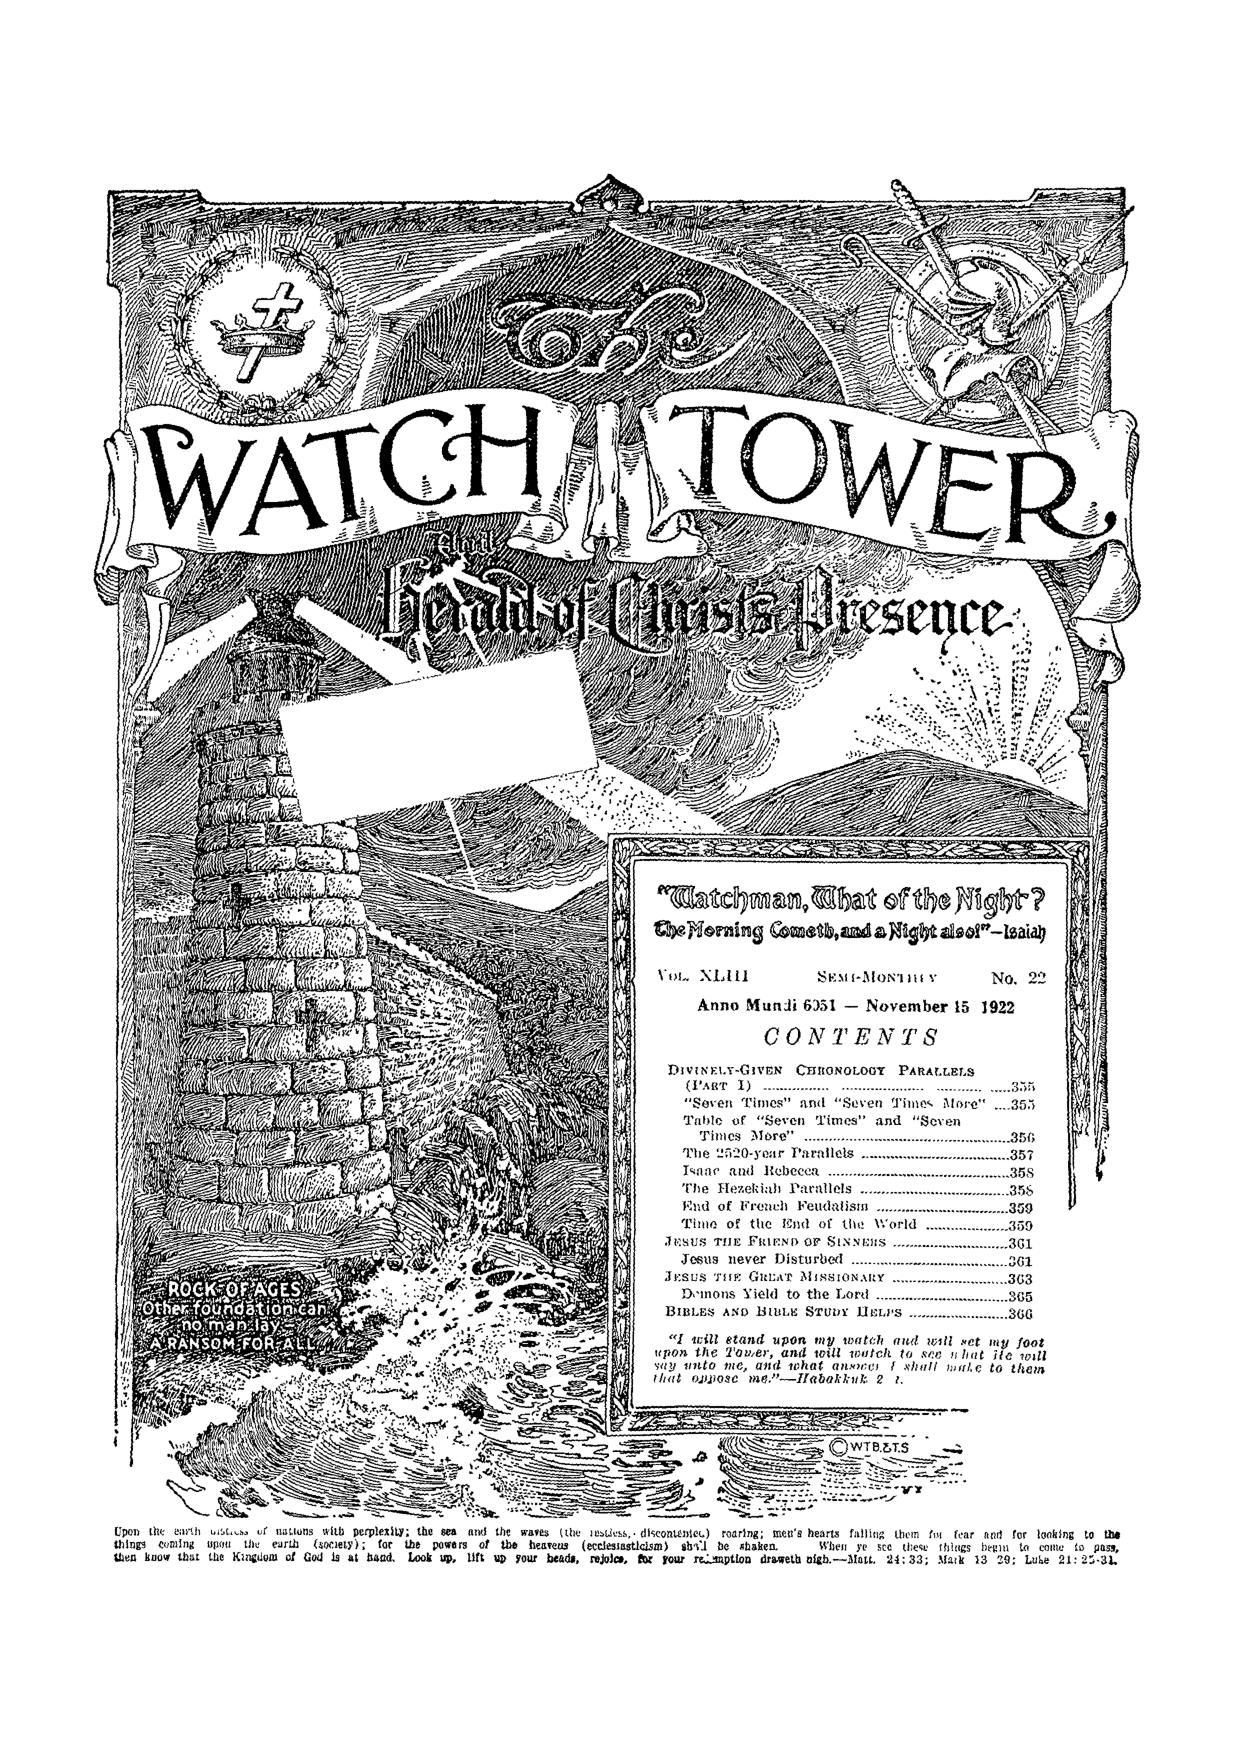 The
WATCH TOWER
And
Herald of Christs Presence
"Watchman, What of the Night?
The Morning Cometh, and a Night also!"—Isaiah
VOL. XLIII SEMI-MONTHLY No. 22
Anno Mundi 6051 — November 15 1922
CONTENTS
DIVINELY-GIVEN CHRONOLOGY PARALLELS
(PART I) ....................355
"Seven Times" and "Seven Times More" ....355
Table of "Seven Times" and "Seven
Times More" ....................356
The 2520-year Parallels ....................357
Isaac and Rebecca ....................358
The Hezekiah Parallels ....................358
End of French Feudalism ....................359
Time of the End of the World ....................359
JESUS THE FRIEND OF SINNERS ....................361
Jesus never Disturbed ....................361
JESUS THE GREAT MISSIONARY ....................363
Demons Yield to the Lord ....................365
BIBLES AND BIBLE STUDY HELPS ....................366
"I will stand upon my watch and will set my foot
upon the Tower, and will watch to see what He will
say unto me, and what answer I shall make to them
that oppose me."—Habakkuk 2 1.
ROCK OF AGES
Other foundation can
no man lay
A RANSOM FOR ALL
© W.T.B.&T.S
Upon the earth distress of nations with perplexity; the sea and the waves (the restless, discontented) roaring; men's hearts failing them for fear and for looking to the
things coming upon the earth (society); for the powers of the heavens (ecclesiasticism) shall be shaken. When ye see these things begin to come to pass,
then know that the Kingdom of God is at hand. Look up, lift up your heads, rejoice, for your redemption draweth nigh.—Matt. 24:33; Mark 13 29; Luke 21:25-31.